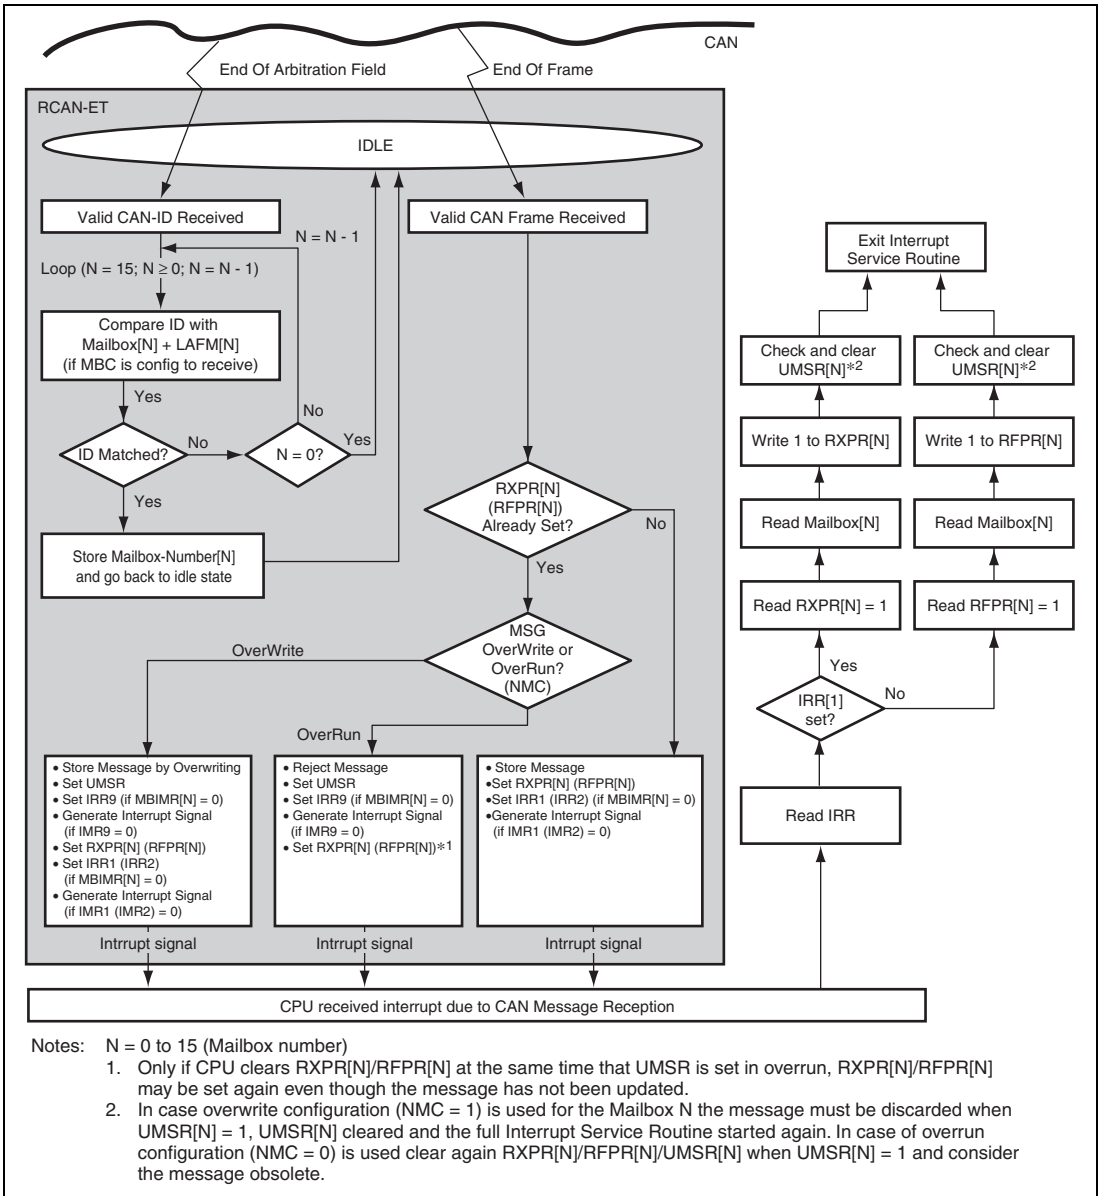 CAN
End Of Arbitration Field
End Of Frame
RCAN-ET
IDLE
Valid CAN-ID Received
Valid CAN Frame Received
N = N - 1
Loop (N = 15; N ≥ 0; N = N - 1)
Compare ID with
Mailbox[N] + LAFM[N]
(if MBC is config to receive)
Yes
No
ID Matched?
No
N = 0?
Yes
Yes
Store Mailbox-Number[N]
and go back to idle state
RXPR[N]
(RFPR[N])
Already Set?
No
Yes
MSG
OverWrite or
OverRun?
(NMC)
OverWrite
OverRun
• Store Message by Overwriting
• Set UMSR
• Set IRR9 (if MBIMR[N] = 0)
• Generate Interrupt Signal
(if IMR9 = 0)
• Set RXPR[N] (RFPR[N])
• Set IRR1 (IRR2)
(if MBIMR[N] = 0)
• Generate Interrupt Signal
(if IMR1 (IMR2) = 0)
• Reject Message
• Set UMSR
• Set IRR9 (if MBIMR[N] = 0)
• Generate Interrupt Signal
(if IMR9 = 0)
• Set RXPR[N] (RFPR[N])*1
• Store Message
•Set RXPR[N] (RFPR[N])
•Set IRR1 (IRR2) (if MBIMR[N] = 0)
•Generate Interrupt Signal
(if IMR1 (IMR2) = 0)
Intrrupt signal
Intrrupt signal
Intrrupt signal
CPU received interrupt due to CAN Message Reception
Exit Interrupt
Service Routine
Check and clear
UMSR[N]*2
Check and clear
UMSR[N]*2
Write 1 to RXPR[N]
Write 1 to RFPR[N]
Read Mailbox[N]
Read Mailbox[N]
Read RXPR[N] = 1
Read RFPR[N] = 1
Yes
No
IRR[1]
set?
Read IRR
Notes: N = 0 to 15 (Mailbox number)
1. Only if CPU clears RXPR[N]/RFPR[N] at the same time that UMSR is set in overrun, RXPR[N]/RFPR[N]
may be set again even though the message has not been updated.
2. In case overwrite configuration (NMC = 1) is used for the Mailbox N the message must be discarded when
UMSR[N] = 1, UMSR[N] cleared and the full Interrupt Service Routine started again. In case of overrun
configuration (NMC = 0) is used clear again RXPR[N]/RFPR[N]/UMSR[N] when UMSR[N] = 1 and consider
the message obsolete.